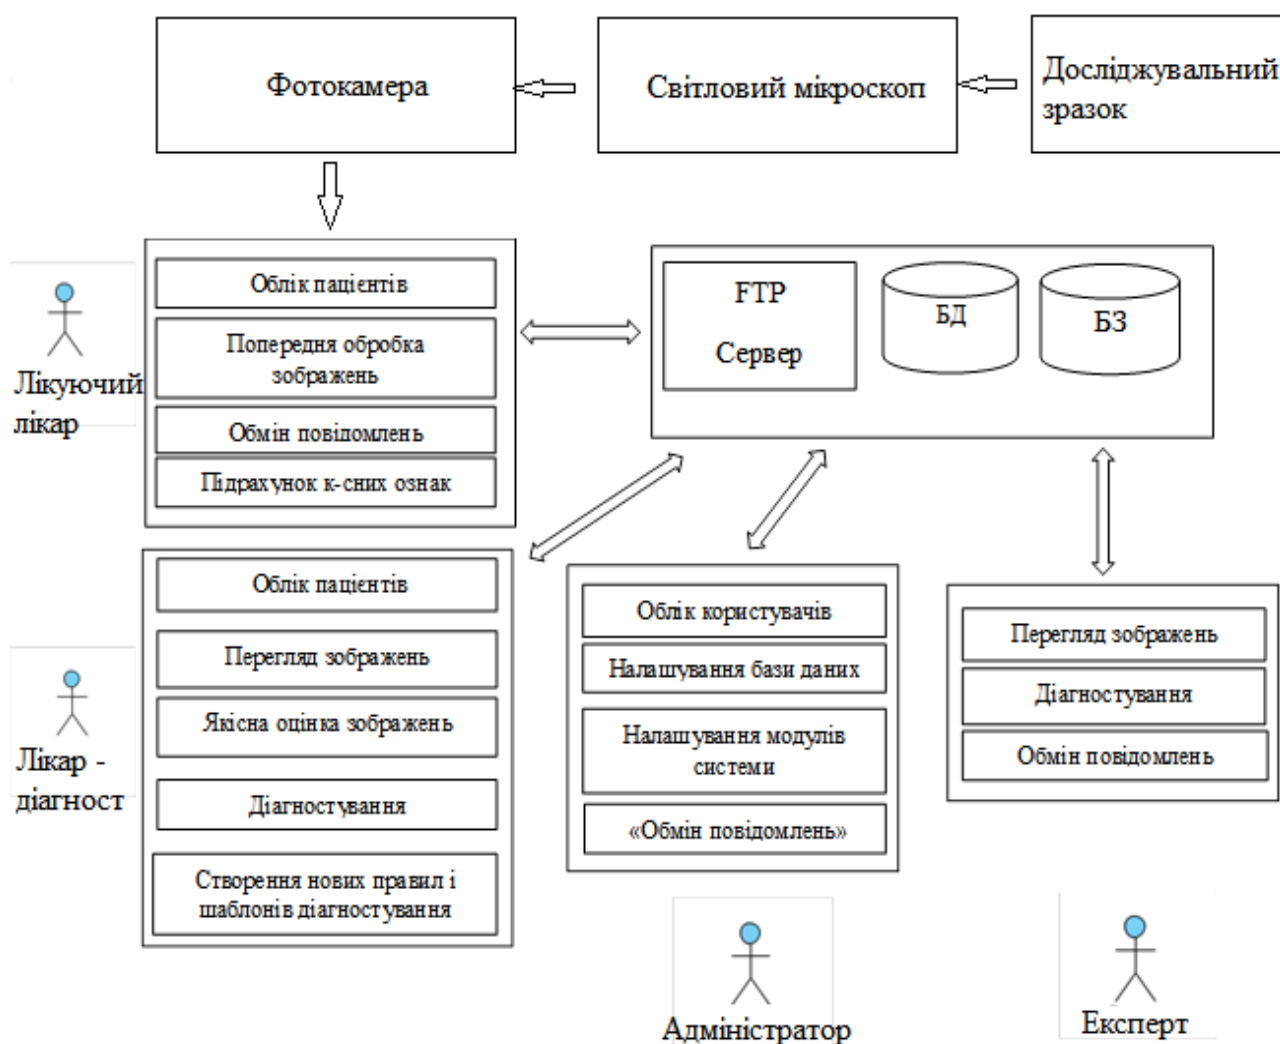 Фотокамера
Світловий мікроскоп
Досліджувальний
зразок
Облік пацієнтів
Попередня обробка
зображень
Обмін повідомлень
Підрахунок к-сних ознак
Лікуючий
лікар
FTP
Сервер
БД
БЗ
Облік пацієнтів
Перегляд зображень
Якісна оцінка зображень
Діагностування
Створення нових правил і
шаблонів діагностування
Лікар -
діагност
Облік користувачів
Налашування бази даних
Налашування модулів
системи
«Обмін повідомлень»
Адміністратор
Перегляд зображень
Діагностування
Обмін повідомлень
Експерт